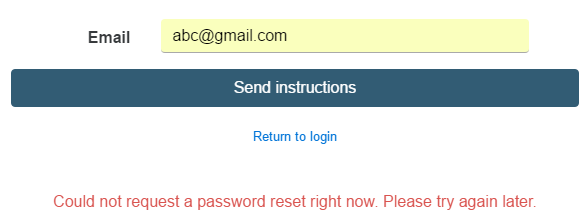 Email abc@gmail.com
Send instructions
Return to login
Could not request a password reset right now. Please try again later.